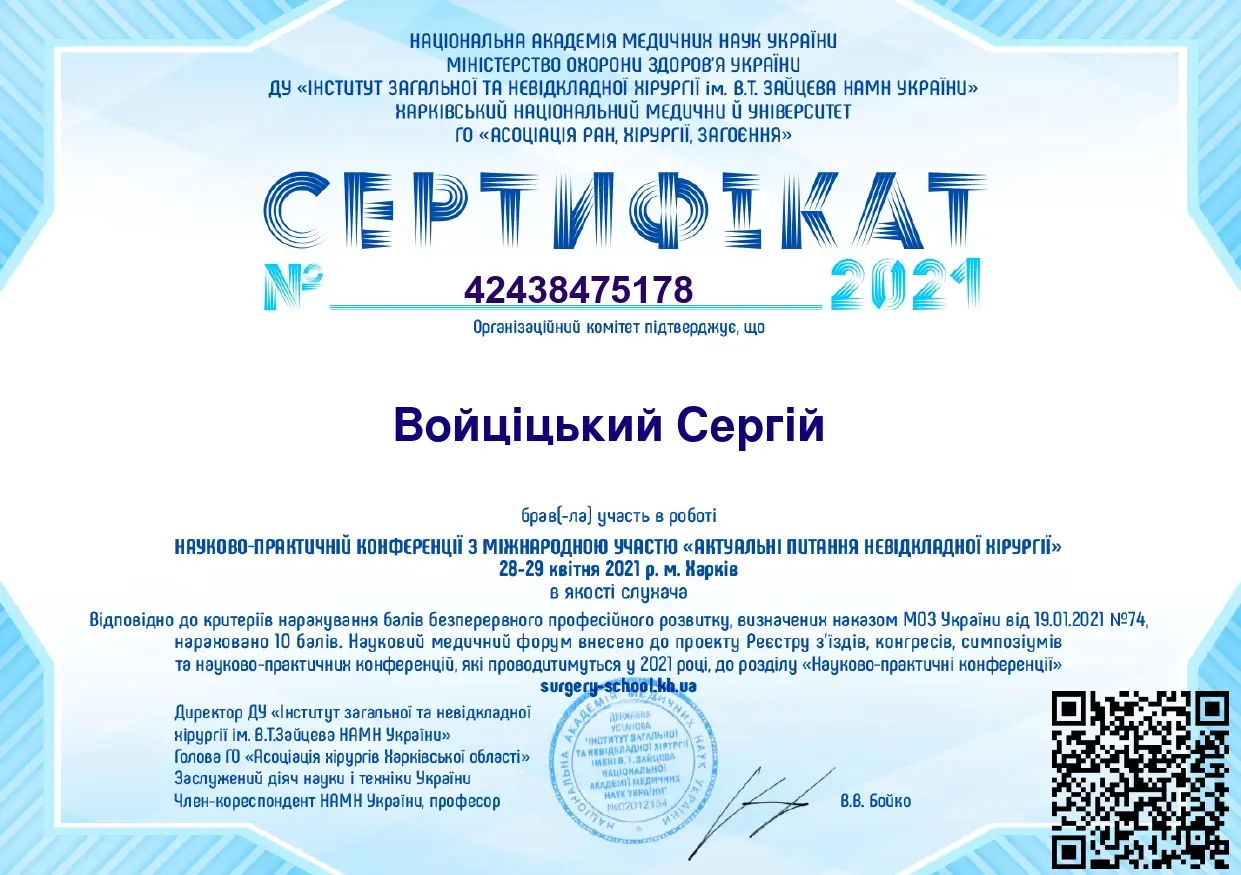 НАЦІОНАЛЬНА АКАДЕМІЯ МЕДИЧНИХ НАУК УКРАЇНИ
МІНІСТЕРСТВО ОХОРОНИ ЗДОРОВ'Я УКРАЇНИ
ДУ «ІНСТИТУТ ЗАГАЛЬНОЇ ТА НЕВІДКЛАДНОЇ ХІРУРГІЇ ім. В.Т. ЗАЙЦЕВА НАМН УКРАЇНИ»
ХАРКІВСЬКИЙ НАЦІОНАЛЬНИЙ МЕДИЧНИ Й УНІВЕРСИТЕТ
ГО «АСОЦІАЦІЯ РАН, ХІРУРГІЇ, ЗАГОЄННЯ»
СЕРТИФІКАТ
№ 42438475178 2021
Організаційний комітет підтверджує, що
Войціцький Сергій
брав(-ла) участь в роботі
НАУКОВО-ПРАКТИЧНІЙ КОНФЕРЕНЦІЇ З МІЖНАРОДНОЮ УЧАСТЮ «АКТУАЛЬНІ ПИТАННЯ НЕВІДКЛАДНОЇ ХІРУРГІЇ»
28-29 квітня 2021 р. м. Харків
в якості слухача
Відповідно до критеріїв нарахування балів безперервного професійного розвитку, визначених наказом МОЗ України від 19.01.2021 №74,
нараховано 10 балів. Науковий медичний форум внесено до проекту Реєстру з'їздів, конгресів, симпозіумів
та науково-практичних конференцій, які проводитимуться у 2021 році, до розділу «Науково-практичні конференції»
surgery-school.kh.ua
Директор ДУ «Інститут загальної та невідкладної
хірургії ім. В.Т.Зайцева НАМН України»
Голова ГО «Асоціація хірургів Харківської області»
Заслужений діяч науки і техніки України
Член-кореспондент НАМН України, професор
В.В. Бойко
НАЦІОНАЛЬНА АКАДЕМІЯ МЕДИЧНИХ НАУК УКРАЇНИ
ДЕРЖАВНА
УСТАНОВА
"ІНСТИТУТ ЗАГАЛЬНОЇ
ТА НЕВІДКЛАДНОЇ ХІРУРГІЇ
ІМЕНІ В.Т.ЗАЙЦЕВА
НАЦІОНАЛЬНОЇ
АКАДЕМІЇ МЕДИЧНИХ
НАУК УКРАЇНИ"
№02012154